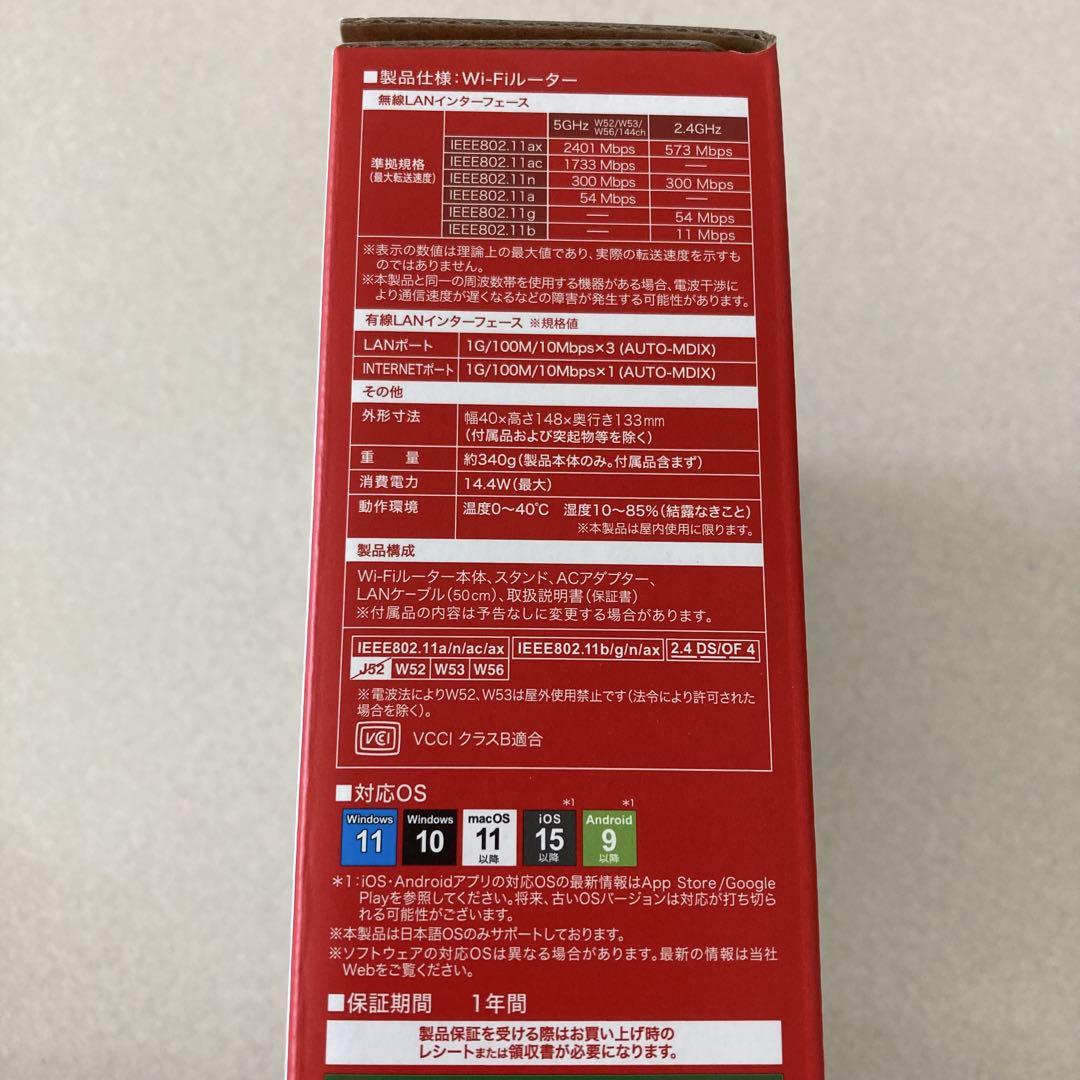 ■製品仕様：Wi-Fiルーター
無線LANインターフェース
5GHz W52/W53/W56/144ch 2.4GHz
準拠規格（最大転送速度）
IEEE802.11ax 2401 Mbps 573 Mbps
IEEE802.11ac 1733 Mbps —
IEEE802.11n 300 Mbps 300 Mbps
IEEE802.11a 54 Mbps —
IEEE802.11g — 54 Mbps
IEEE802.11b — 11 Mbps
※表示の数値は理論上の最大値であり、実際の転送速度を示すも
のではありません。
※本製品と同一の周波数帯を使用する機器がある場合、電波干渉に
より通信速度が遅くなるなどの障害が発生する可能性があります。
有線LANインターフェース ※規格値
LANポート 1G/100M/10Mbps×3 (AUTO-MDIX)
INTERNETポート 1G/100M/10Mbps×1 (AUTO-MDIX)
その他
外形寸法 幅40×高さ148×奥行き133mm
（付属品および突起物等を除く）
重量 約340g（製品本体のみ。付属品含まず）
消費電力 14.4W（最大）
動作環境 温度0〜40℃ 湿度10〜85％（結露なきこと）
※本製品は屋内使用に限ります。
製品構成
Wi-Fiルーター本体、スタンド、ACアダプター、
LANケーブル（50cm）、取扱説明書（保証書）
※付属品の内容は予告なしに変更する場合があります。
IEEE802.11a/n/ac/ax IEEE802.11b/g/n/ax 2.4 DS/OF 4
J52 W52 W53 W56
※電波法によりW52、W53は屋外使用禁止です（法令により許可された
場合を除く）。
VCCI VCCI クラスB適合
■対応OS
Windows 11
Windows 10
macOS 11 以降
*1 iOS 15 以降
*1 Android 9 以降
＊1：iOS・Androidアプリの対応OSの最新情報はApp Store/Google
Playを参照してください。将来、古いOSバージョンは対応が打ち切ら
れる可能性がございます。
※本製品は日本語OSのみサポートしております。
※ソフトウェアの対応OSは異なる場合があります。最新の情報は当社
Webをご覧ください。
■保証期間 1年間
製品保証を受ける際はお買い上げ時の
レシートまたは領収書が必要になります。